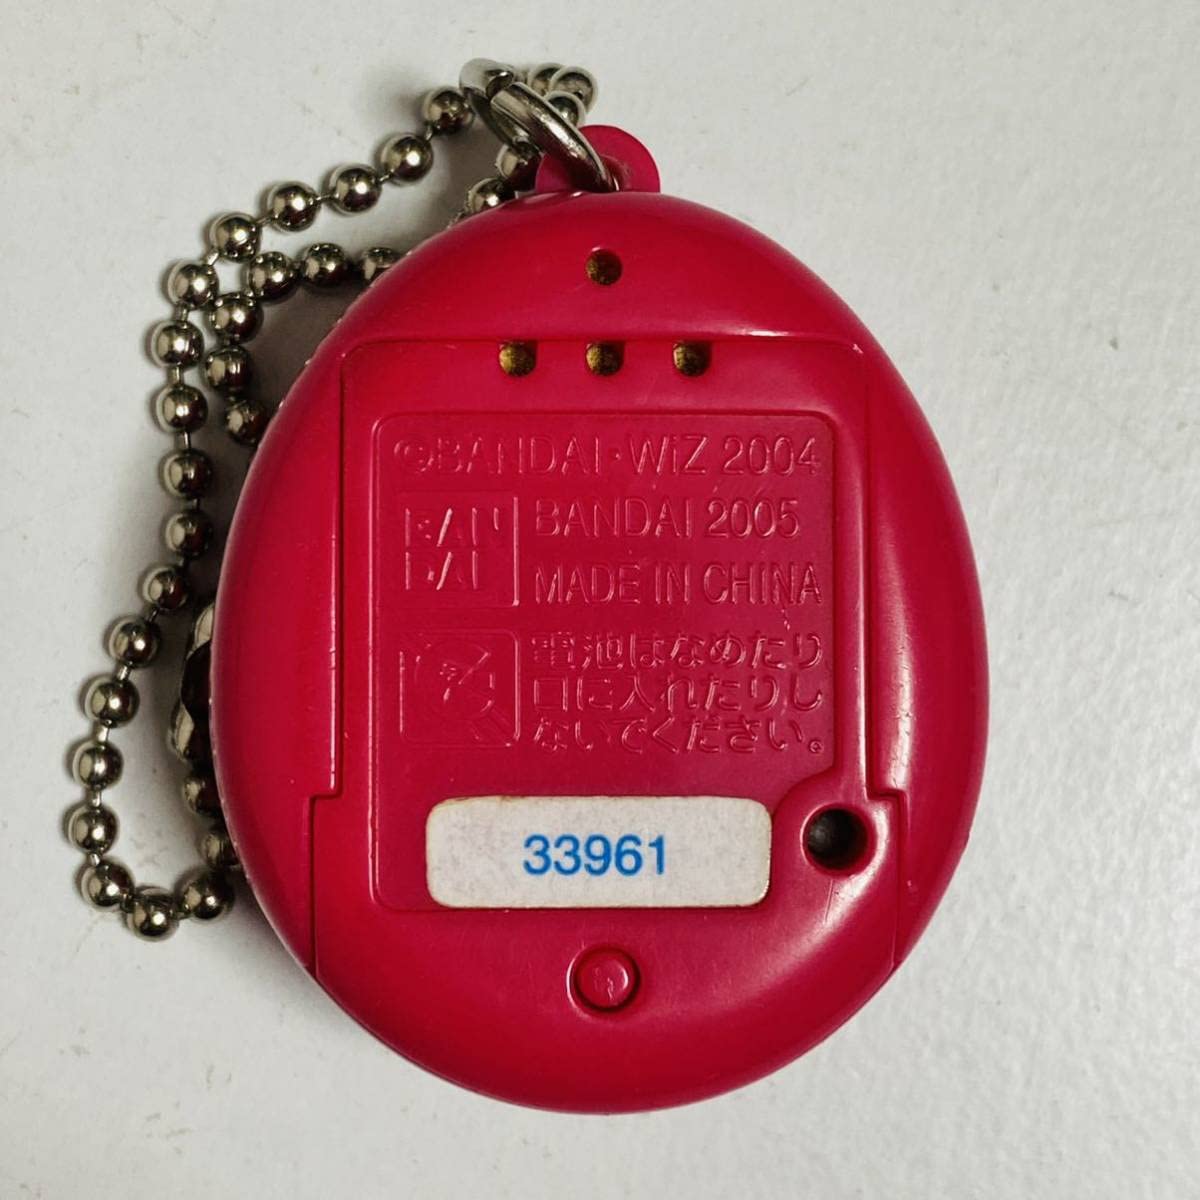 ©BANDAI・WiZ 2004
BAN
DAI
BANDAI 2005
MADE IN CHINA
電池はなめたり、
口に入れたりし
ないでください。
33961